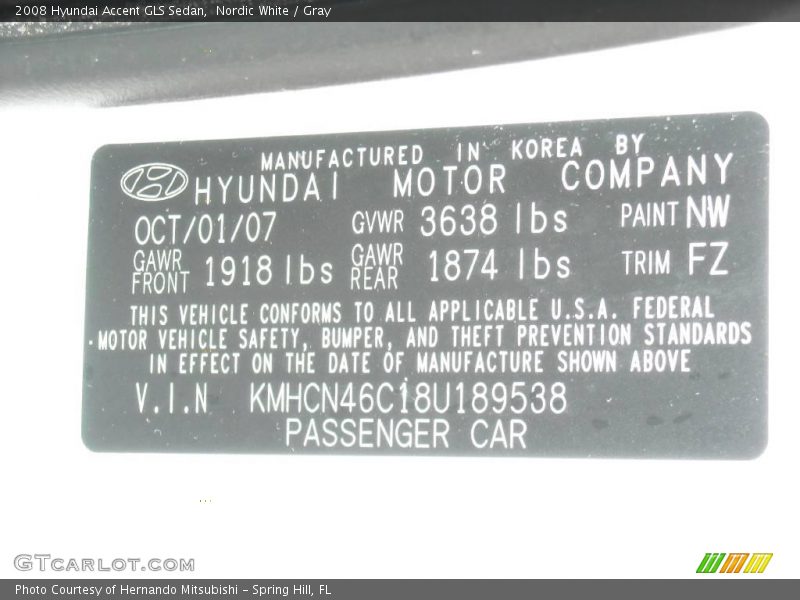 2008 Hyundai Accent GLS Sedan,  Nordic White / Gray
MANUFACTURED IN KOREA BY
HYUNDAI MOTOR COMPANY
OCT/01/07 GVWR 3638 lbs PAINT NW
GAWR FRONT 1918 lbs GAWR REAR 1874 lbs TRIM FZ
THIS VEHICLE CONFORMS TO ALL APPLICABLE U.S.A. FEDERAL
MOTOR VEHICLE SAFETY, BUMPER, AND THEFT PREVENTION STANDARDS
IN EFFECT ON THE DATE OF MANUFACTURE SHOWN ABOVE
V.I.N KMHCN46C18U189538
PASSENGER CAR
GTCARLOT.COM
Photo Courtesy of Hernando Mitsubishi - Spring Hill, FL